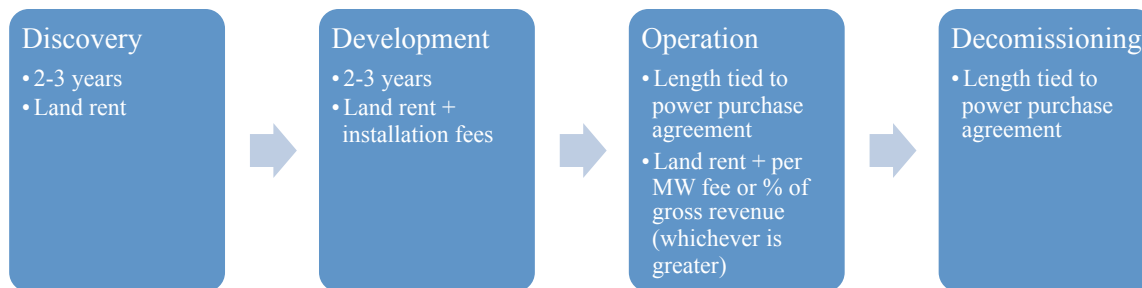 Discovery
• 2-3 years
• Land rent
Development
• 2-3 years
• Land rent +
installation fees
Operation
• Length tied to
power purchase
agreement
• Land rent + per
MW fee or % of
gross revenue
(whichever is
greater)
Decomissioning
• Length tied to
power purchase
agreement